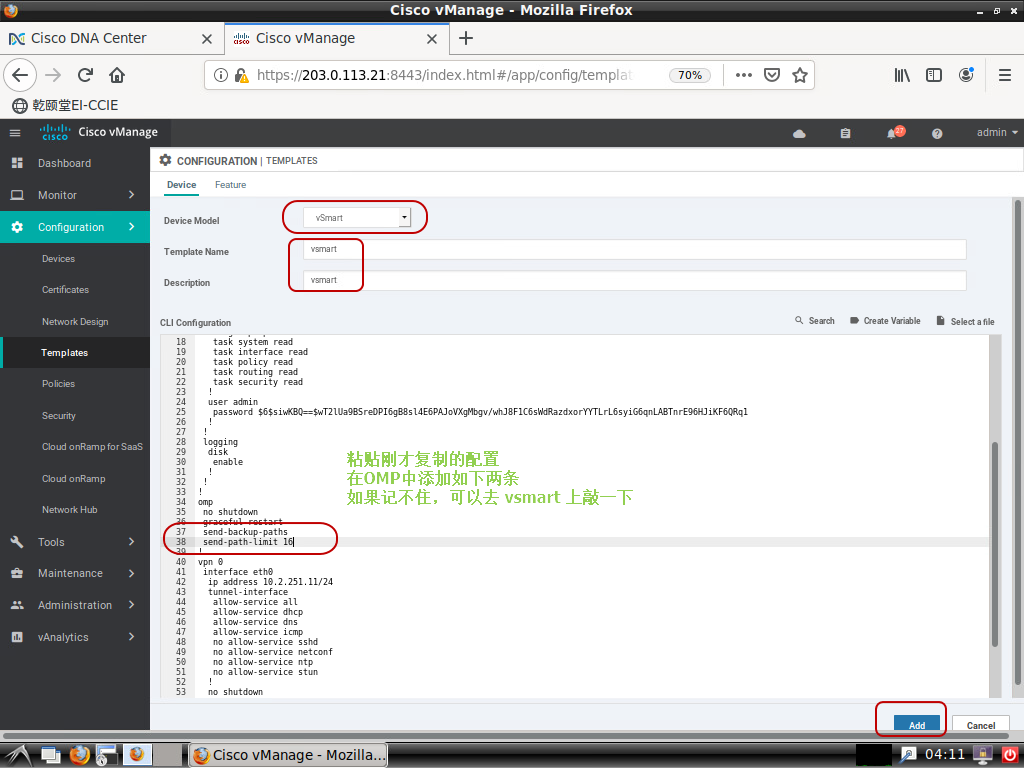 Cisco vManage - Mozilla Firefox
Cisco DNA Center
Cisco vManage
https://203.0.113.21:8443/index.html#/app/config/templat
70%
乾颐堂EI-CCIE
Cisco vManage
27
admin
Dashboard
Monitor
Configuration
Devices
Certificates
Network Design
Templates
Policies
Security
Cloud onRamp for SaaS
Cloud onRamp
Network Hub
Tools
Maintenance
Administration
vAnalytics
CONFIGURATION | TEMPLATES
Device Feature
Device Model vSmart
Template Name vsmart
Description vsmart
CLI Configuration Search Create Variable Select a file
18 task system read
19 task interface read
20 task policy read
21 task routing read
22 task security read
23 !
24 user admin
25 password $6$siwKBQ==$wT2lUa9BSreDPI6gB8sl4E6PAJoVXgMbgv/whJ8F1C6sWdRazdxorYYTLrL6syiG6qnLABTnrE96HJiKF6QRq1
26 !
27 !
28 logging
29 disk
30 enable
31 !
32 !
33 !
34 omp
35 no shutdown
36 graceful-restart
37 send-backup-paths
38 send-path-limit 16
39 !
40 vpn 0
41 interface eth0
42 ip address 10.2.251.11/24
43 tunnel-interface
44 allow-service all
45 allow-service dhcp
46 allow-service dns
47 allow-service icmp
48 no allow-service sshd
49 no allow-service netconf
50 no allow-service ntp
51 no allow-service stun
52 !
53 no shutdown
粘贴刚才复制的配置
在OMP中添加如下两条
如果记不住，可以去 vsmart 上敲一下
Add
Cancel
Cisco vManage - Mozilla...
04:11